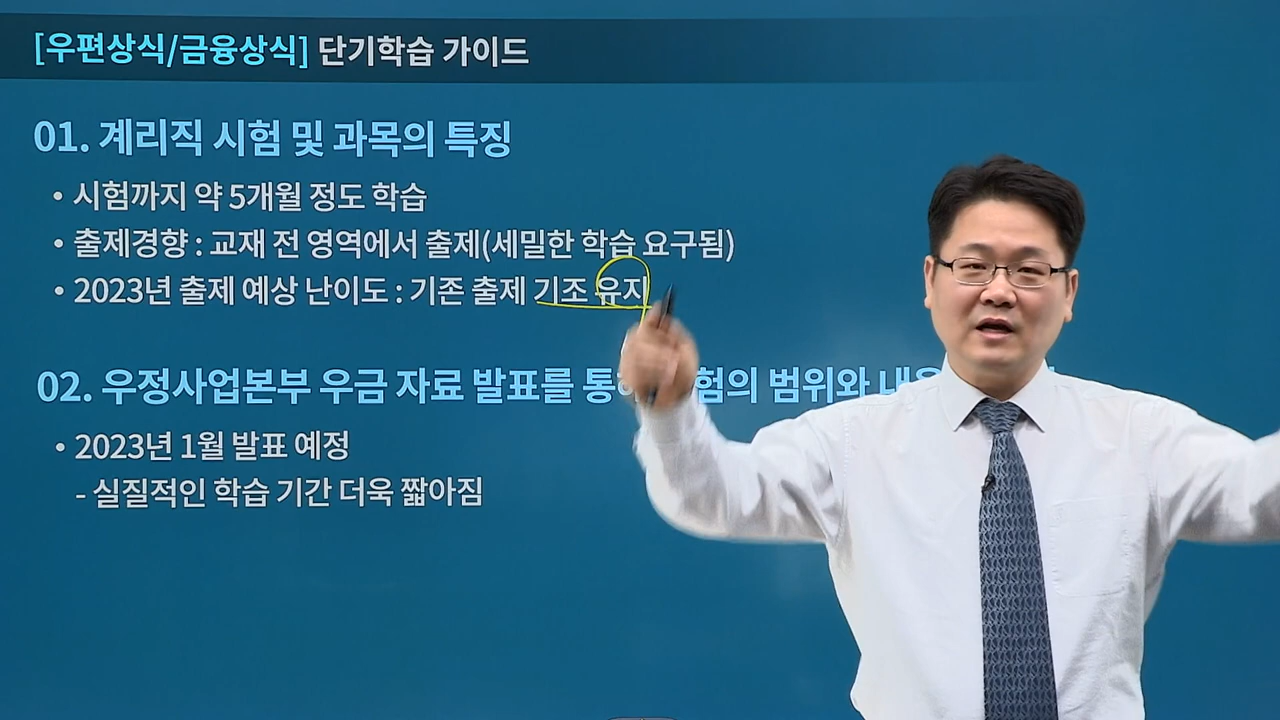 [우편상식/금융상식] 단기학습 가이드
01. 계리직 시험 및 과목의 특징
• 시험까지 약 5개월 정도 학습
• 출제경향 : 교재 전 영역에서 출제(세밀한 학습 요구됨)
• 2023년 출제 예상 난이도 : 기존 출제 기조 유지
02. 우정사업본부 우금 자료 발표를 통해 험의 범위와
• 2023년 1월 발표 예정
- 실질적인 학습 기간 더욱 짧아짐